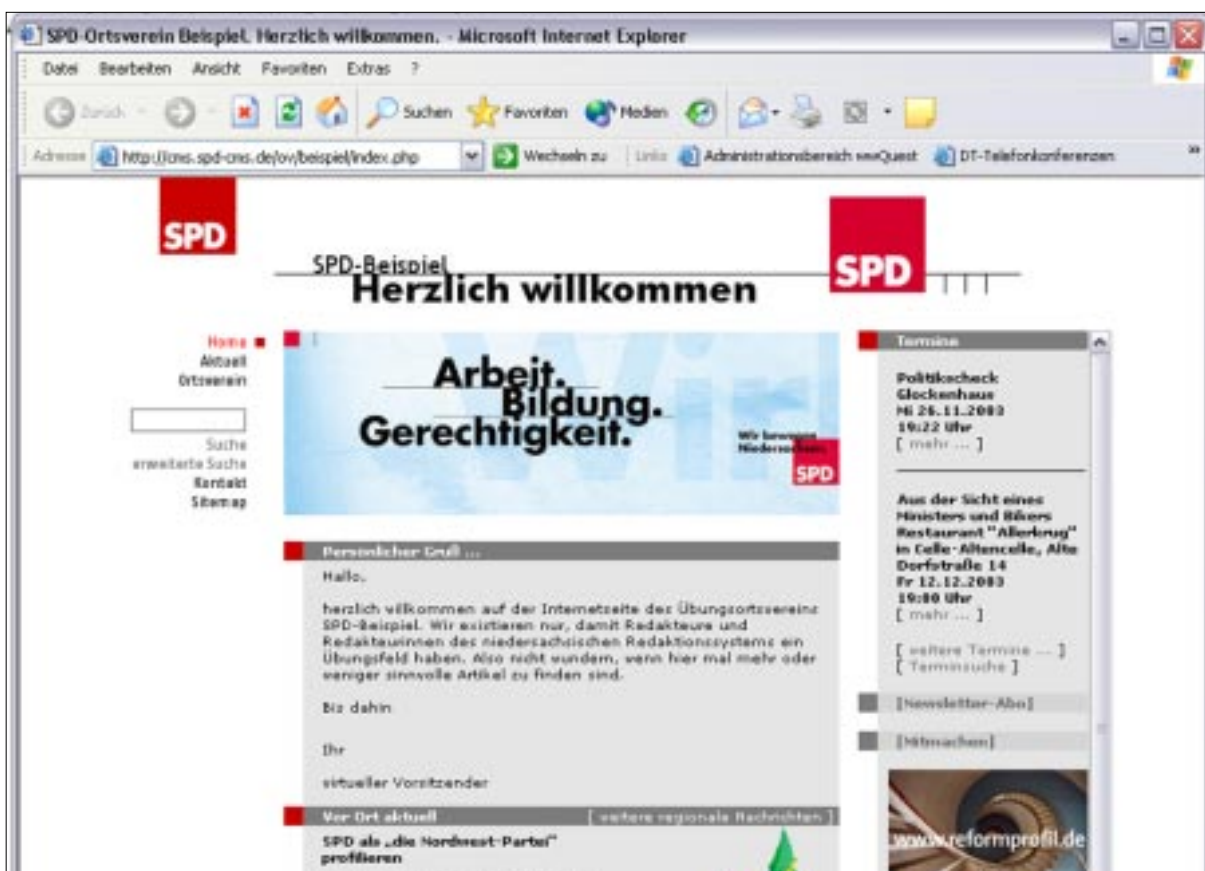 SPD-Ortsverein Beispiel. Herzlich willkommen. - Microsoft Internet Explorer
Datei Bearbeiten Ansicht Favoriten Extras ?
Zurück Suchen Favoriten Medien
Adresse http://cms.spd-cms.de/ov/beispiel/index.php Wechseln zu Links Administrationsbereich DT-Telefonkonferenzen »
SPD
SPD-Beispiel
Herzlich willkommen
SPD
Home
Aktuell
Ortsverein
Suche
erweiterte Suche
Kontakt
Sitemap
Wir
Arbeit.
Bildung.
Gerechtigkeit.
Wir bewegen
Niedersachsen.
SPD
Persönlicher Gruß ...
Hallo,
herzlich willkommen auf der Internetseite des Übungsortsvereins
SPD-Beispiel. Wir existieren nur, damit Redakteure und
Redakteurinnen des niedersächsischen Redaktionssystems ein
Übungsfeld haben. Also nicht wundern, wenn hier mal mehr oder
weniger sinnvolle Artikel zu finden sind.
Bis dahin
Ihr
virtueller Vorsitzender
Vor Ort aktuell [ weitere regionale Nachrichten ]
SPD als „die Nordwest-Partei"
profilieren
Termine
Politikscheck
Glockenhaus
Mi 26.11.2003
19:22 Uhr
[ mehr ... ]
Aus der Sicht eines
Ministers und Bikers
Restaurant "Allerkrug"
in Celle-Altencelle, Alte
Dorfstraße 14
Fr 12.12.2003
19:00 Uhr
[ mehr ... ]
[ weitere Termine ... ]
[ Terminsuche ]
[Newsletter-Abo]
[Mitmachen]
www.reformprofil.de